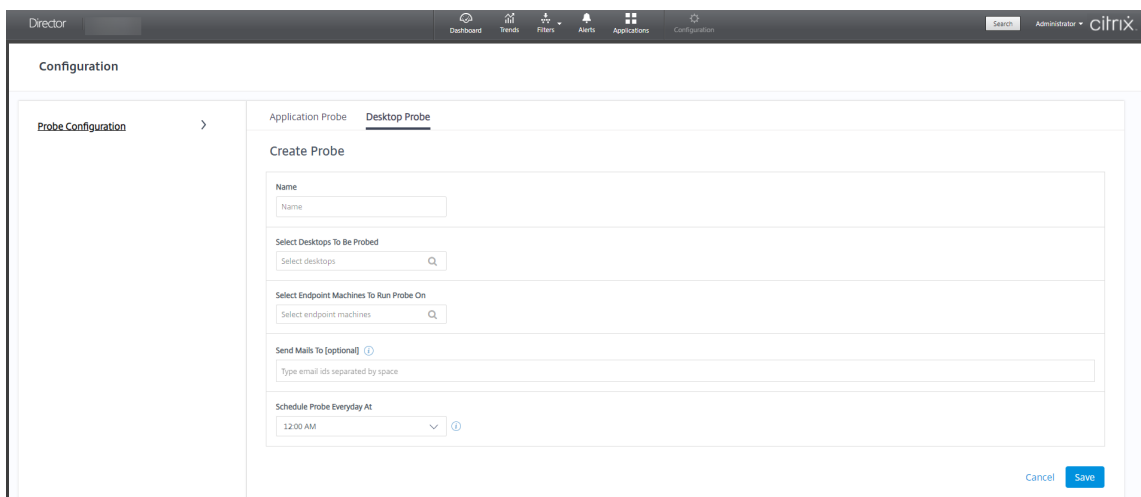 Director
Dashboard
Trends
Filters
Alerts
Applications
Configuration
Search
Administrator
citrix
Configuration
Probe Configuration
Application Probe
Desktop Probe
Create Probe
Name
Name
Select Desktops To Be Probed
Select desktops
Select Endpoint Machines To Run Probe On
Select endpoint machines
Send Mails To [optional]
Type email ids separated by space
Schedule Probe Everyday At
12:00 AM
Cancel
Save